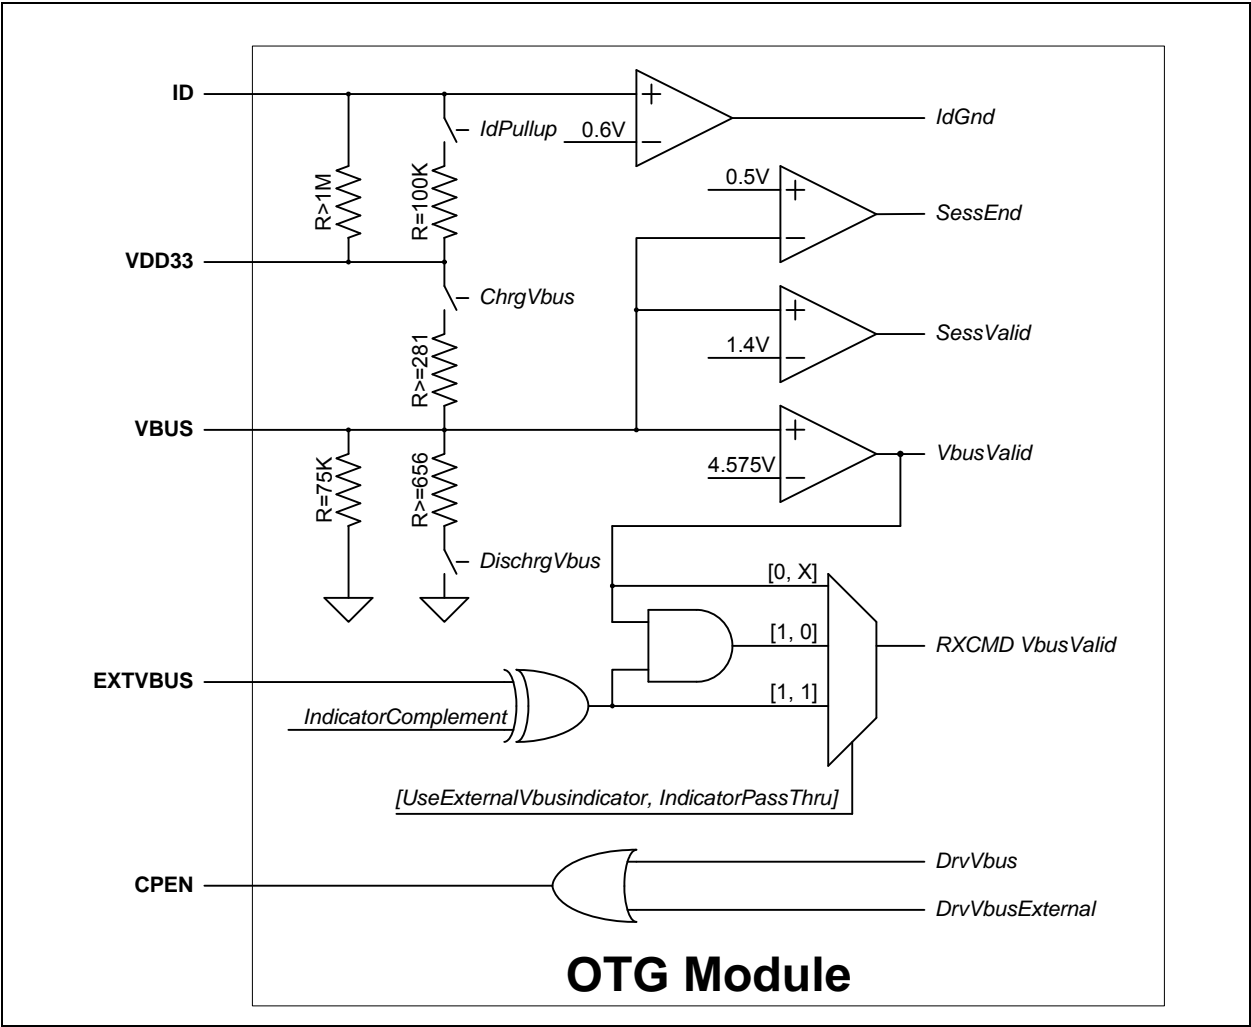 ID
IdPullup
0.6V
+
−
IdGnd
R>1M
R=100K
0.5V
+
−
SessEnd
VDD33
ChrgVbus
+
1.4V
−
SessValid
R>=281
VBUS
+
4.575V
−
VbusValid
R=75K
R>=656
DischrgVbus
[0, X]
[1, 0]
RXCMD VbusValid
EXTVBUS
[1, 1]
IndicatorComplement
[UseExternalVbusindicator, IndicatorPassThru]
DrvVbus
CPEN
DrvVbusExternal
OTG Module